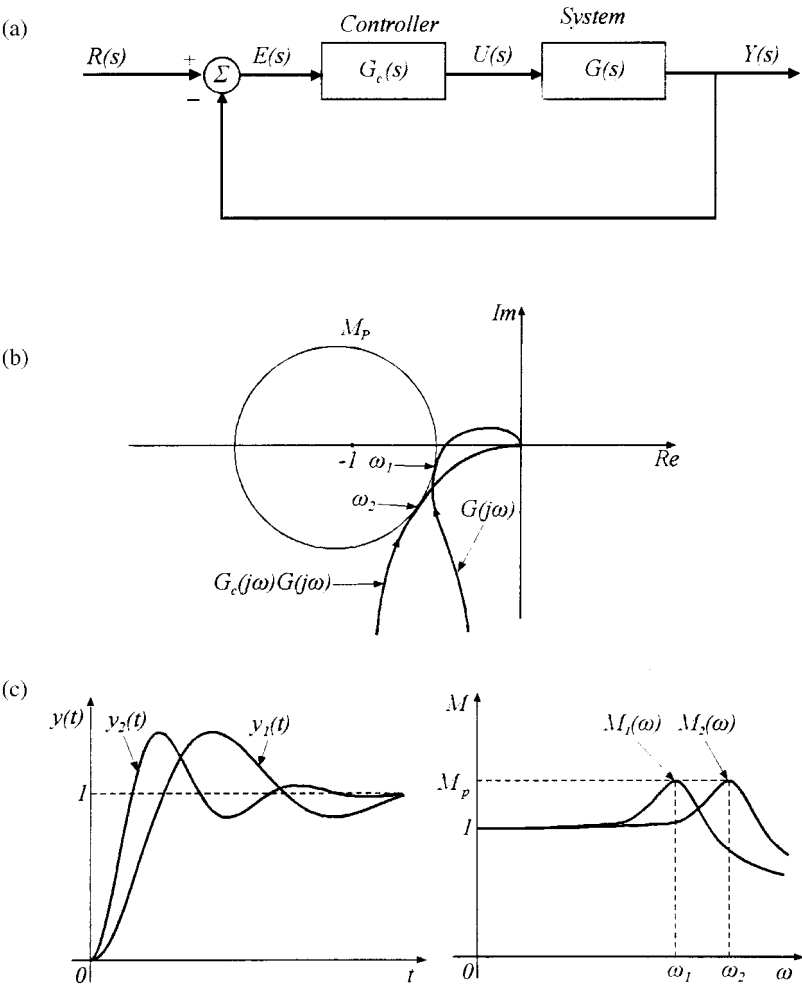 (a)
Controller
System
R(s)
+
Σ
−
E(s)
G_c(s)
U(s)
G(s)
Y(s)
(b)
Im
M_P
-1
ω_1
Re
ω_2
G(jω)
G_c(jω)G(jω)
(c)
y(t)
y_2(t)
y_1(t)
1
0
t
M
M_1(ω)
M_2(ω)
M_p
1
0
ω_1
ω_2
ω